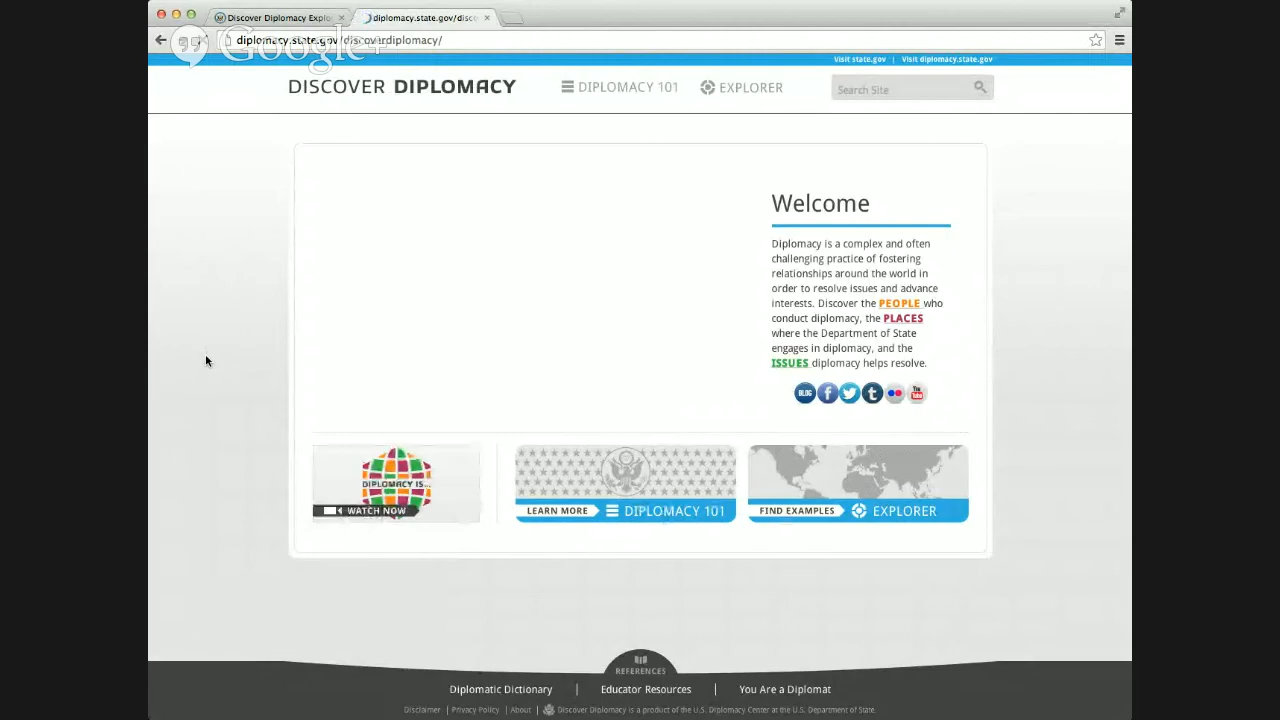 Discover Diplomacy Explo
diplomacy.state.gov/disco
Google+
diplomacy.state.gov/discoverdiplomacy/
Visit state.gov | Visit diplomacy.state.gov
DISCOVER DIPLOMACY
DIPLOMACY 101
EXPLORER
Search Site
Welcome
Diplomacy is a complex and often
challenging practice of fostering
relationships around the world in
order to resolve issues and advance
interests. Discover the PEOPLE who
conduct diplomacy, the PLACES
where the Department of State
engages in diplomacy, and the
ISSUES diplomacy helps resolve.
BLOG f t You Tube
DIPLOMACY IS...
WATCH NOW
LEARN MORE DIPLOMACY 101
FIND EXAMPLES EXPLORER
REFERENCES
Diplomatic Dictionary | Educator Resources | You Are a Diplomat
Disclaimer | Privacy Policy | About | Discover Diplomacy is a product of the U.S. Diplomacy Center at the U.S. Department of State.